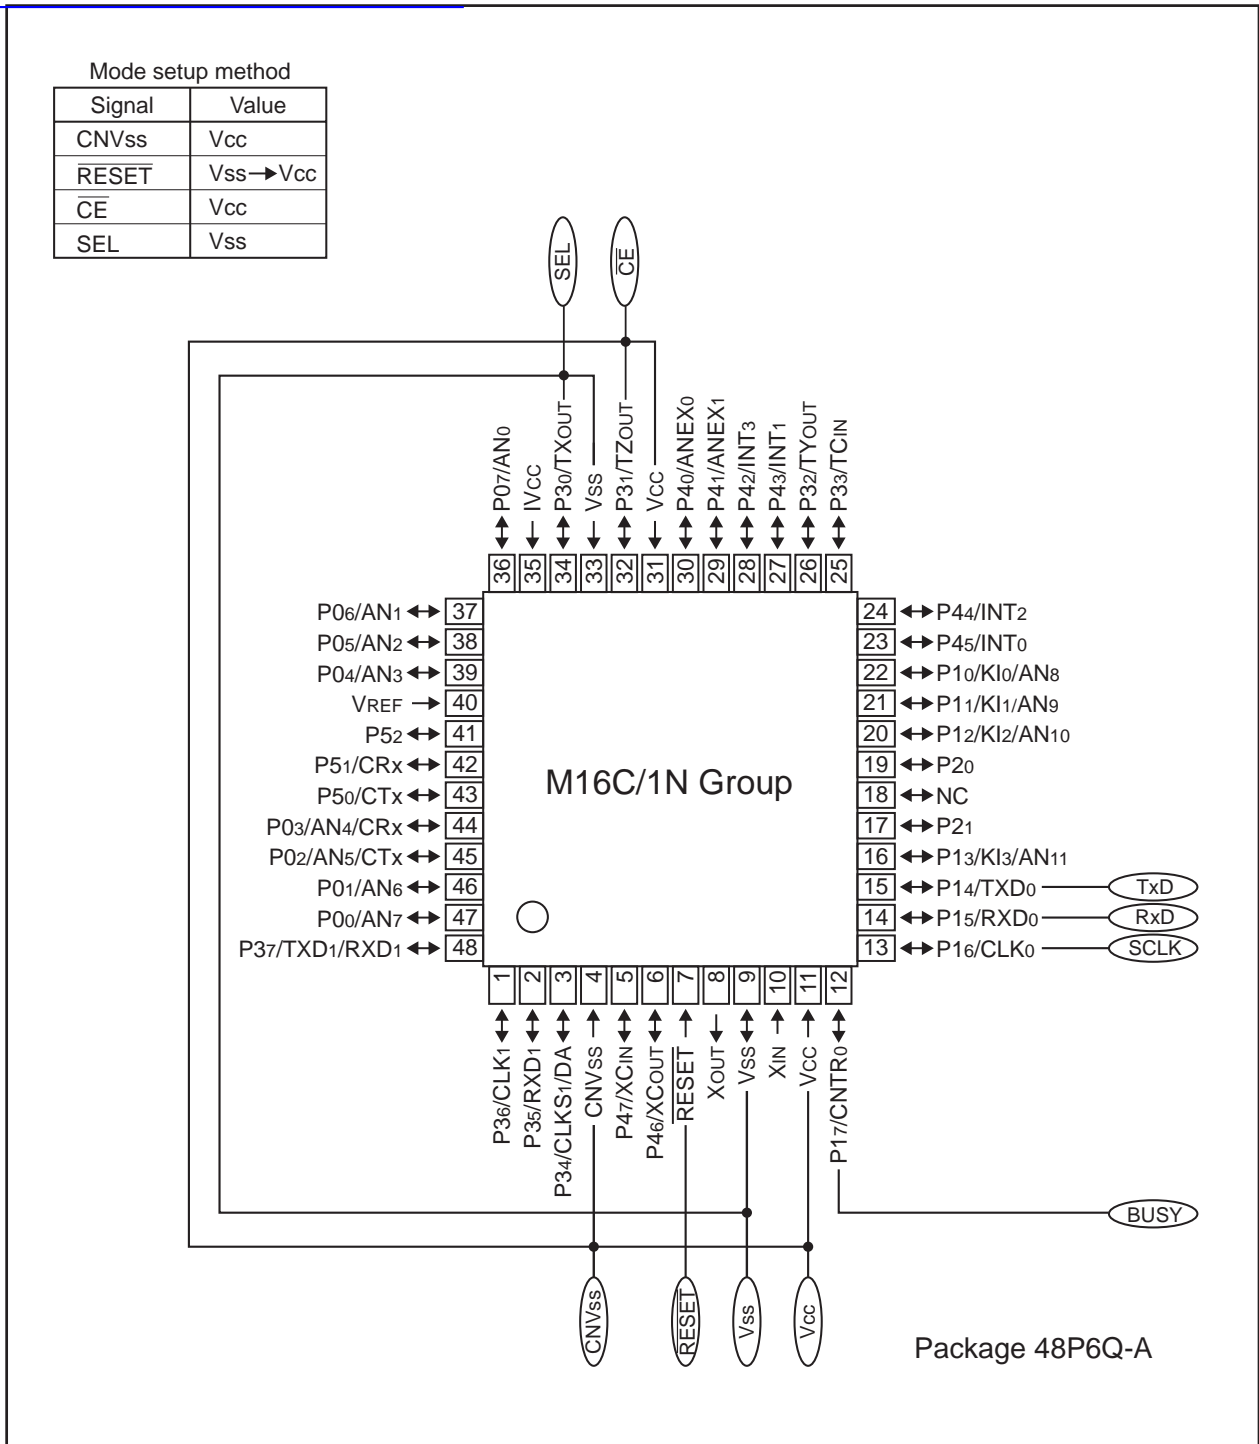 Mode setup method
Signal Value
CNVss Vcc
RESET Vss→Vcc
CE Vcc
SEL Vss
SEL
CE
P07/AN0
IVCC
P30/TXOUT
VSS
P31/TZOUT
VCC
P40/ANEX0
P41/ANEX1
P42/INT3
P43/INT1
P32/TYOUT
P33/TCIN
36 35 34 33 32 31 30 29 28 27 26 25
P06/AN1 37
P05/AN2 38
P04/AN3 39
VREF 40
P52 41
P51/CRx 42
P50/CTx 43
P03/AN4/CRx 44
P02/AN5/CTx 45
P01/AN6 46
P00/AN7 47
P37/TXD1/RXD1 48
M16C/1N Group
24 P44/INT2
23 P45/INT0
22 P10/KI0/AN8
21 P11/KI1/AN9
20 P12/KI2/AN10
19 P20
18 NC
17 P21
16 P13/KI3/AN11
15 P14/TXD0 TxD
14 P15/RXD0 RxD
13 P16/CLK0 SCLK
1 2 3 4 5 6 7 8 9 10 11 12
P36/CLK1
P35/RXD1
P34/CLKS1/DA
CNVSS
P47/XCIN
P46/XCOUT
RESET
XOUT
VSS
XIN
VCC
P17/CNTR0
BUSY
CNVss
RESET
Vss
Vcc
Package 48P6Q-A